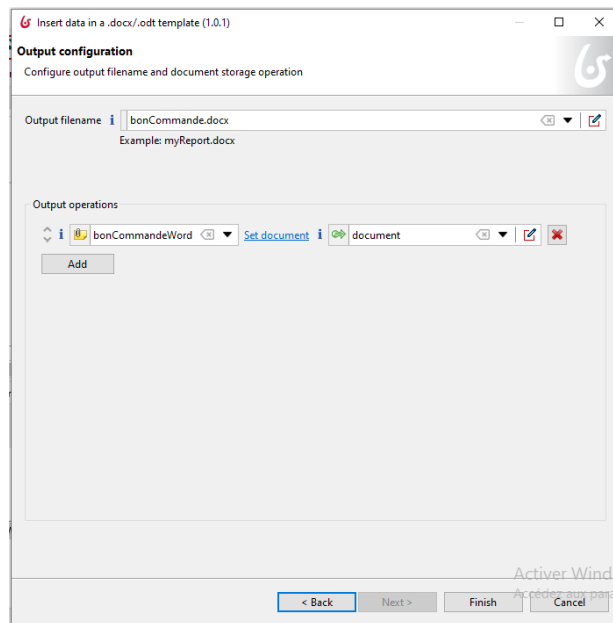 Insert data in a .docx/.odt template (1.0.1)
Output configuration
Configure output filename and document storage operation
Output filename i bonCommande.docx
Example: myReport.docx
Output operations
i bonCommandeWord Set document i document
Add
Activer Wind
Accédez aux para
< Back Next > Finish Cancel